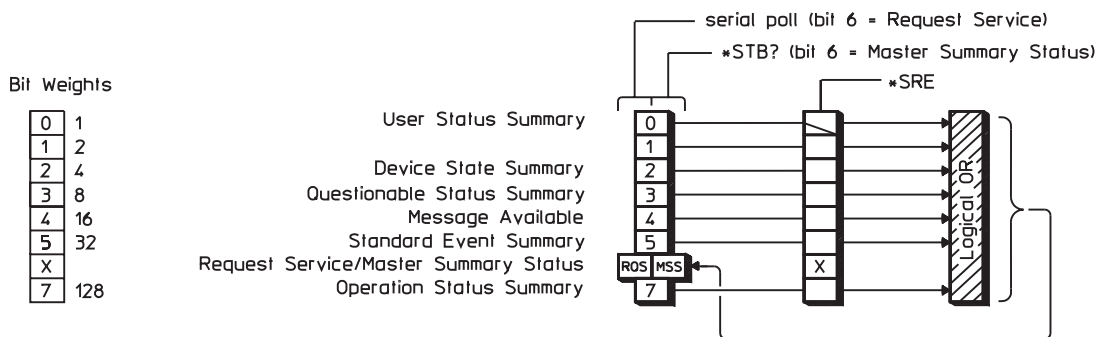 serial poll (bit 6 = Request Service)
*STB? (bit 6 = Master Summary Status)
*SRE
Bit Weights
0 1
1 2
2 4
3 8
4 16
5 32
X
7 128
User Status Summary 0
1
Device State Summary 2
Questionable Status Summary 3
Message Available 4
Standard Event Summary 5
Request Service/Master Summary Status RQS MSS X
Operation Status Summary 7
Logical OR